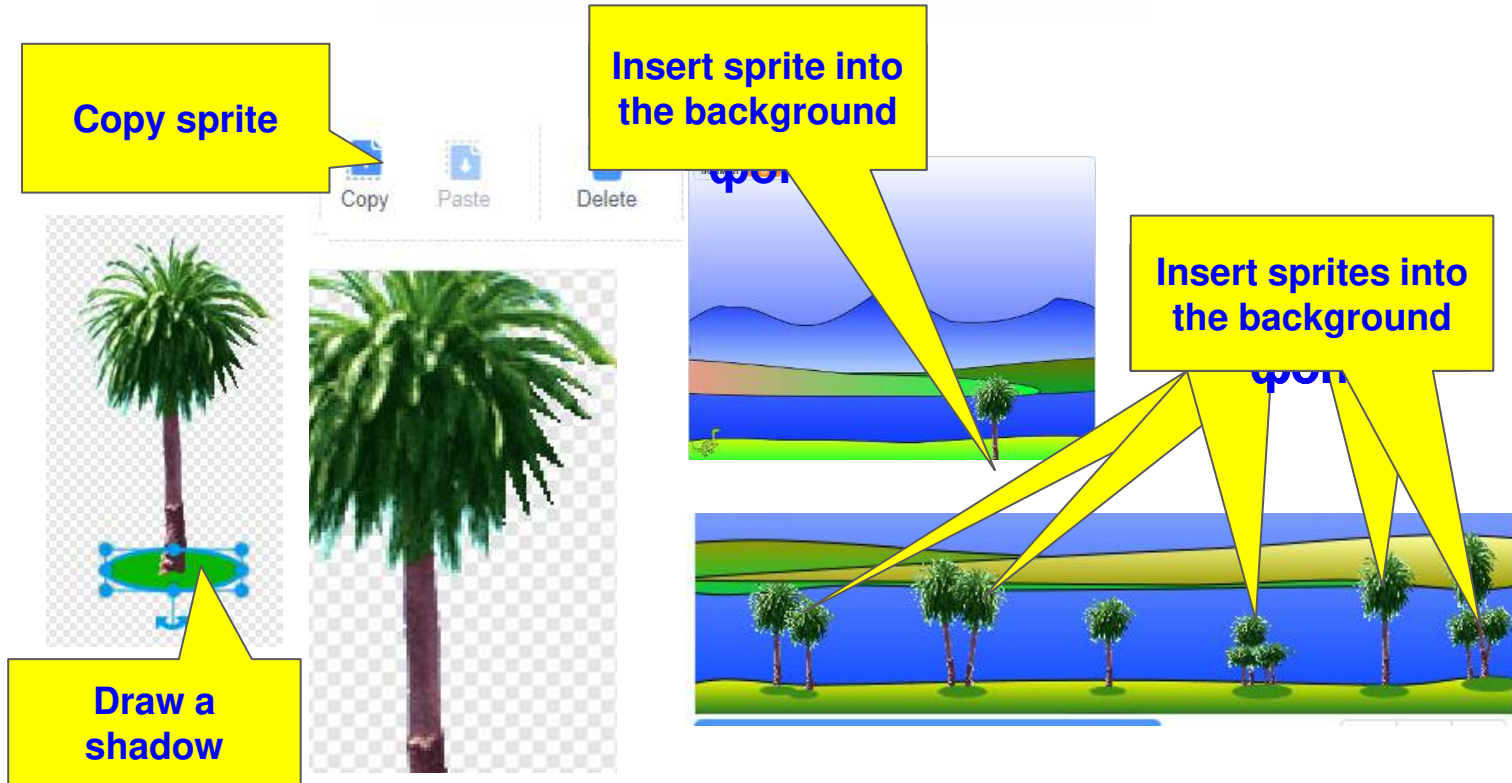 Copy sprite
Insert sprite into
the background
Copy
Paste
Delete
Insert sprites into
the background
Draw a
shadow